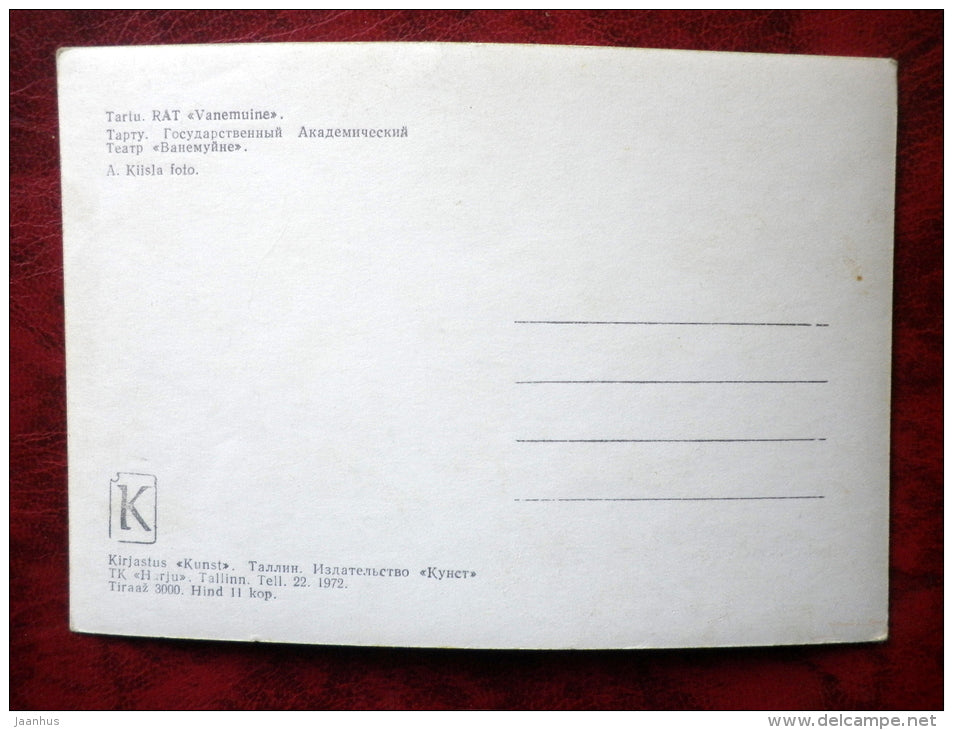 Tartu. RAT «Vanemuine».
Тарту. Государственный Академический
Театр «Ванемуйне».
A. Kiisla foto.
K
Kirjastus «Kunst». Таллин. Издательство «Кунст»
TK «Harju». Tallinn. Tell. 22. 1972.
Tiraaž 3000. Hind 11 kop.
jaanhus
www.delcampe.net